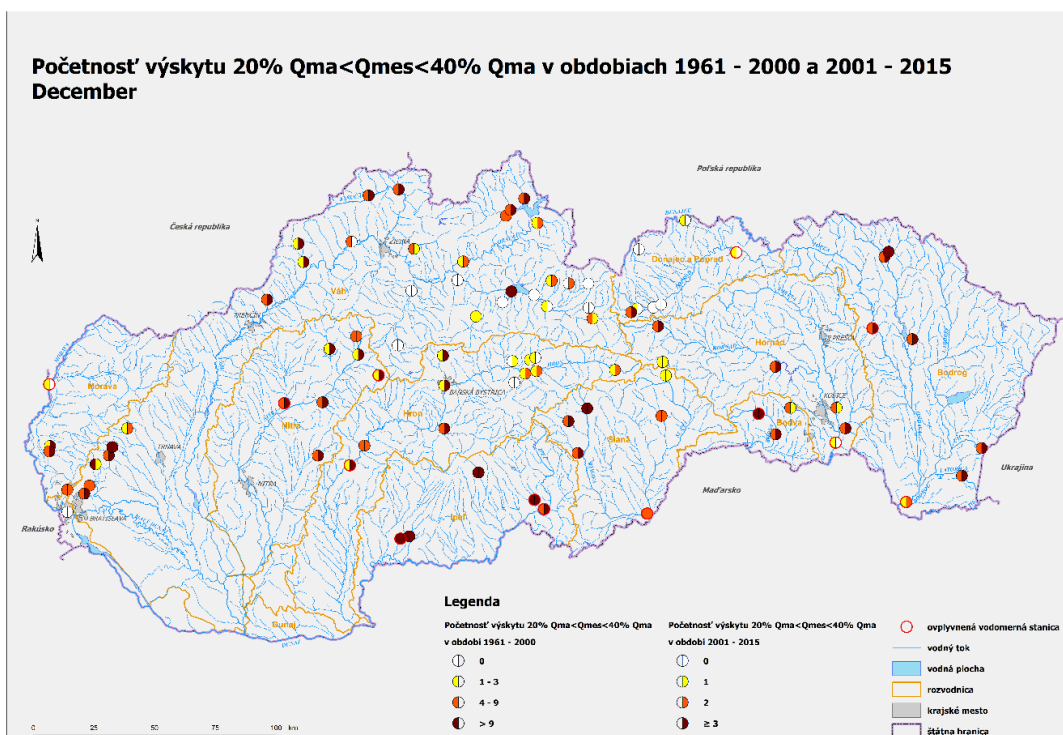 Početnosť výskytu 20% Qma<Qmes<40% Qma v obdobiach 1961 - 2000 a 2001 - 2015
December
Poľská republika
Česká republika
Dunajec a Poprad
ŽILINA
Váh
TRENČÍN
Hornád
PREŠOV
Morava
Bodrog
BANSKÁ BYSTRICA
Hron
Nitra
Slaná
Bodva
KOŠICE
TRNAVA
NITRA
Ukrajina
Maďarsko
Ipeľ
Rakúsko
BRATISLAVA
Dunaj
DUNAJ
Legenda
Početnosť výskytu 20% Qma<Qmes<40% Qma
v období 1961 - 2000
0
1 - 3
4 - 9
> 9
Početnosť výskytu 20% Qma<Qmes<40% Qma
v období 2001 - 2015
0
1
2
≥ 3
ovplyvnená vodomerná stanica
vodný tok
vodná plocha
rozvodnica
krajské mesto
štátna hranica
0 25 50 75 100 km